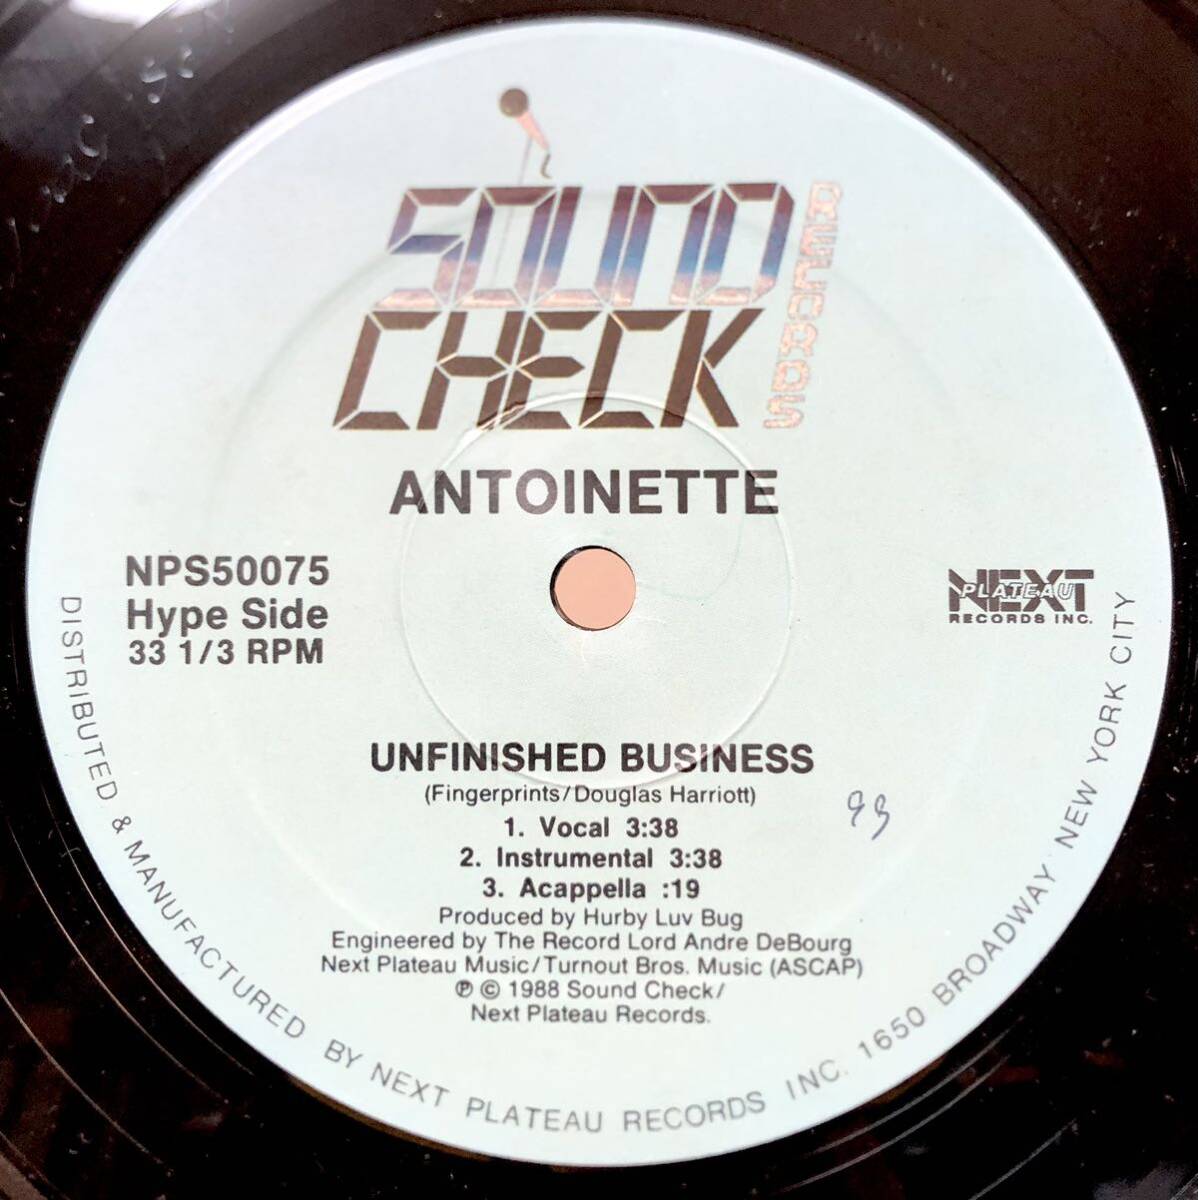 SOUND
CHECK
RECORDS
ANTOINETTE
NPS50075
Hype Side
33 1/3 RPM
NEXT
PLATEAU
RECORDS INC.
UNFINISHED BUSINESS
(Fingerprints/Douglas Harriott)
1. Vocal 3:38
2. Instrumental 3:38
3. Acappella :19
Produced by Hurby Luv Bug
Engineered by The Record Lord Andre DeBourg
Next Plateau Music/Turnout Bros. Music (ASCAP)
℗ © 1988 Sound Check/
Next Plateau Records.
DISTRIBUTED & MANUFACTURED BY NEXT PLATEAU RECORDS INC. 1650 BROADWAY NEW YORK CITY